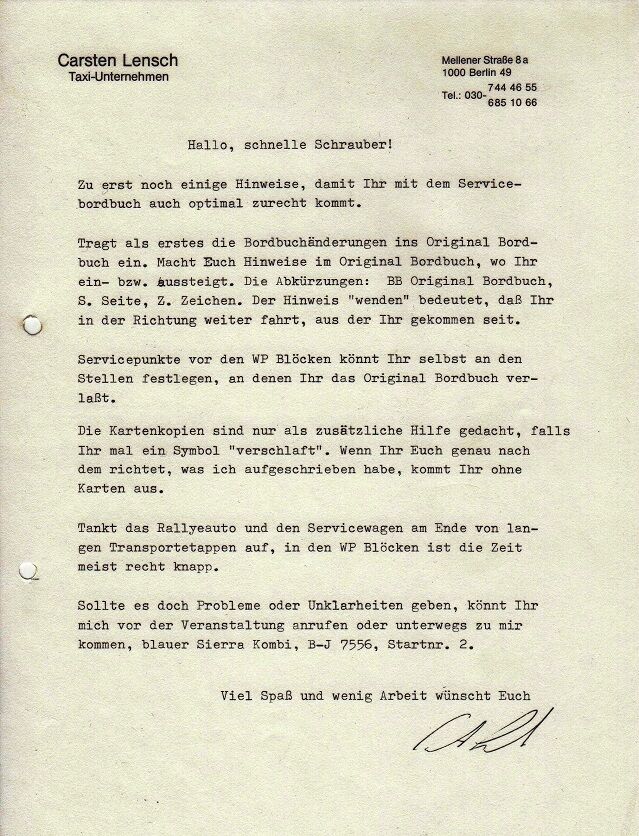 Carsten Lensch
Taxi-Unternehmen
Mellener Straße 8a
1000 Berlin 49
Tel.: 030- 744 46 55
685 10 66
Hallo, schnelle Schrauber!
Zu erst noch einige Hinweise, damit Ihr mit dem Service-
bordbuch auch optimal zurecht kommt.
Tragt als erstes die Bordbuchänderungen ins Original Bord-
buch ein. Macht Euch Hinweise im Original Bordbuch, wo Ihr
ein- bzw. Aussteigt. Die Abkürzungen: BB Original Bordbuch,
S. Seite, Z. Zeichen. Der Hinweis "wenden" bedeutet, daß Ihr
in der Richtung weiter fahrt, aus der Ihr gekommen seit.
Servicepunkte vor den WP Blöcken könnt Ihr selbst an den
Stellen festlegen, an denen Ihr das Original Bordbuch ver-
laßt.
Die Kartenkopien sind nur als zusätzliche Hilfe gedacht, falls
Ihr mal ein Symbol "verschlaft". Wenn Ihr Euch genau nach
dem richtet, was ich aufgeschrieben habe, kommt Ihr ohne
Karten aus.
Tankt das Rallyeauto und den Servicewagen am Ende von lan-
gen Transportetappen auf, in den WP Blöcken ist die Zeit
meist recht knapp.
Sollte es doch Probleme oder Unklarheiten geben, könnt Ihr
mich vor der Veranstaltung anrufen oder unterwegs zu mir
kommen, blauer Sierra Kombi, B-J 7556, Startnr. 2.
Viel Spaß und wenig Arbeit wünscht Euch